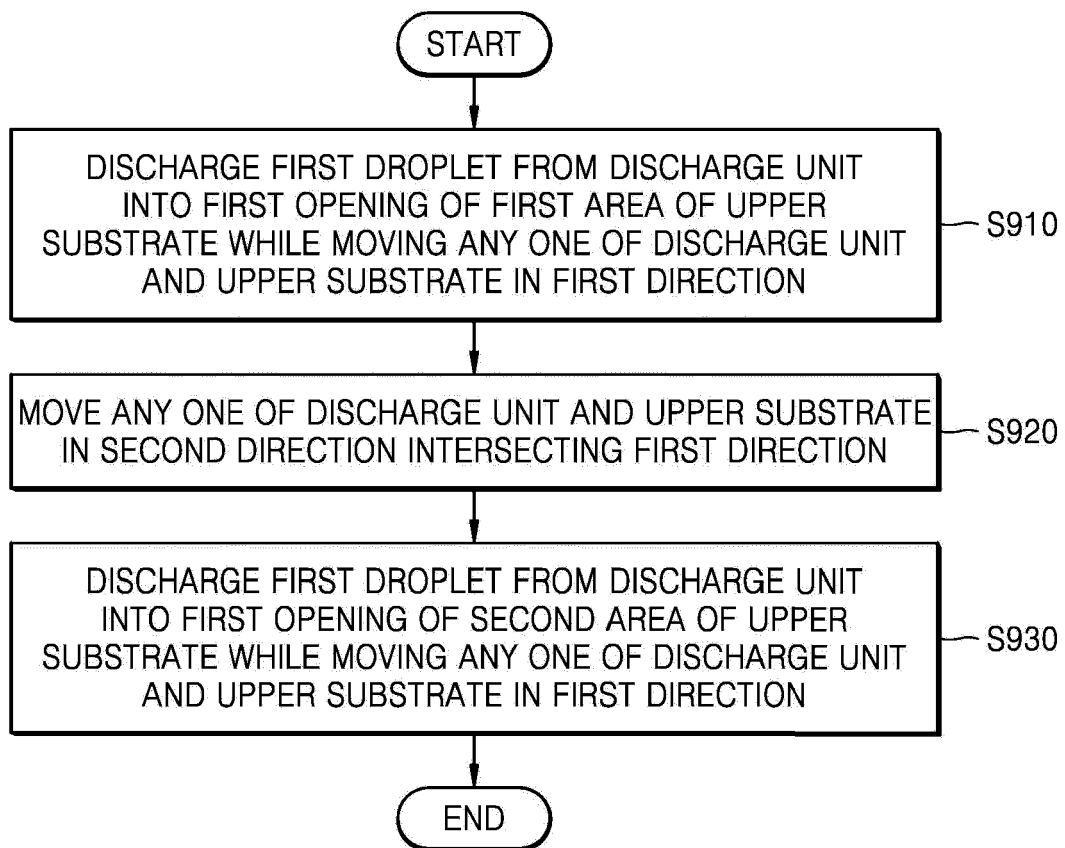 START
DISCHARGE FIRST DROPLET FROM DISCHARGE UNIT
INTO FIRST OPENING OF FIRST AREA OF UPPER
SUBSTRATE WHILE MOVING ANY ONE OF DISCHARGE UNIT
AND UPPER SUBSTRATE IN FIRST DIRECTION
S910
MOVE ANY ONE OF DISCHARGE UNIT AND UPPER SUBSTRATE
IN SECOND DIRECTION INTERSECTING FIRST DIRECTION
S920
DISCHARGE FIRST DROPLET FROM DISCHARGE UNIT
INTO FIRST OPENING OF SECOND AREA OF UPPER
SUBSTRATE WHILE MOVING ANY ONE OF DISCHARGE UNIT
AND UPPER SUBSTRATE IN FIRST DIRECTION
S930
END